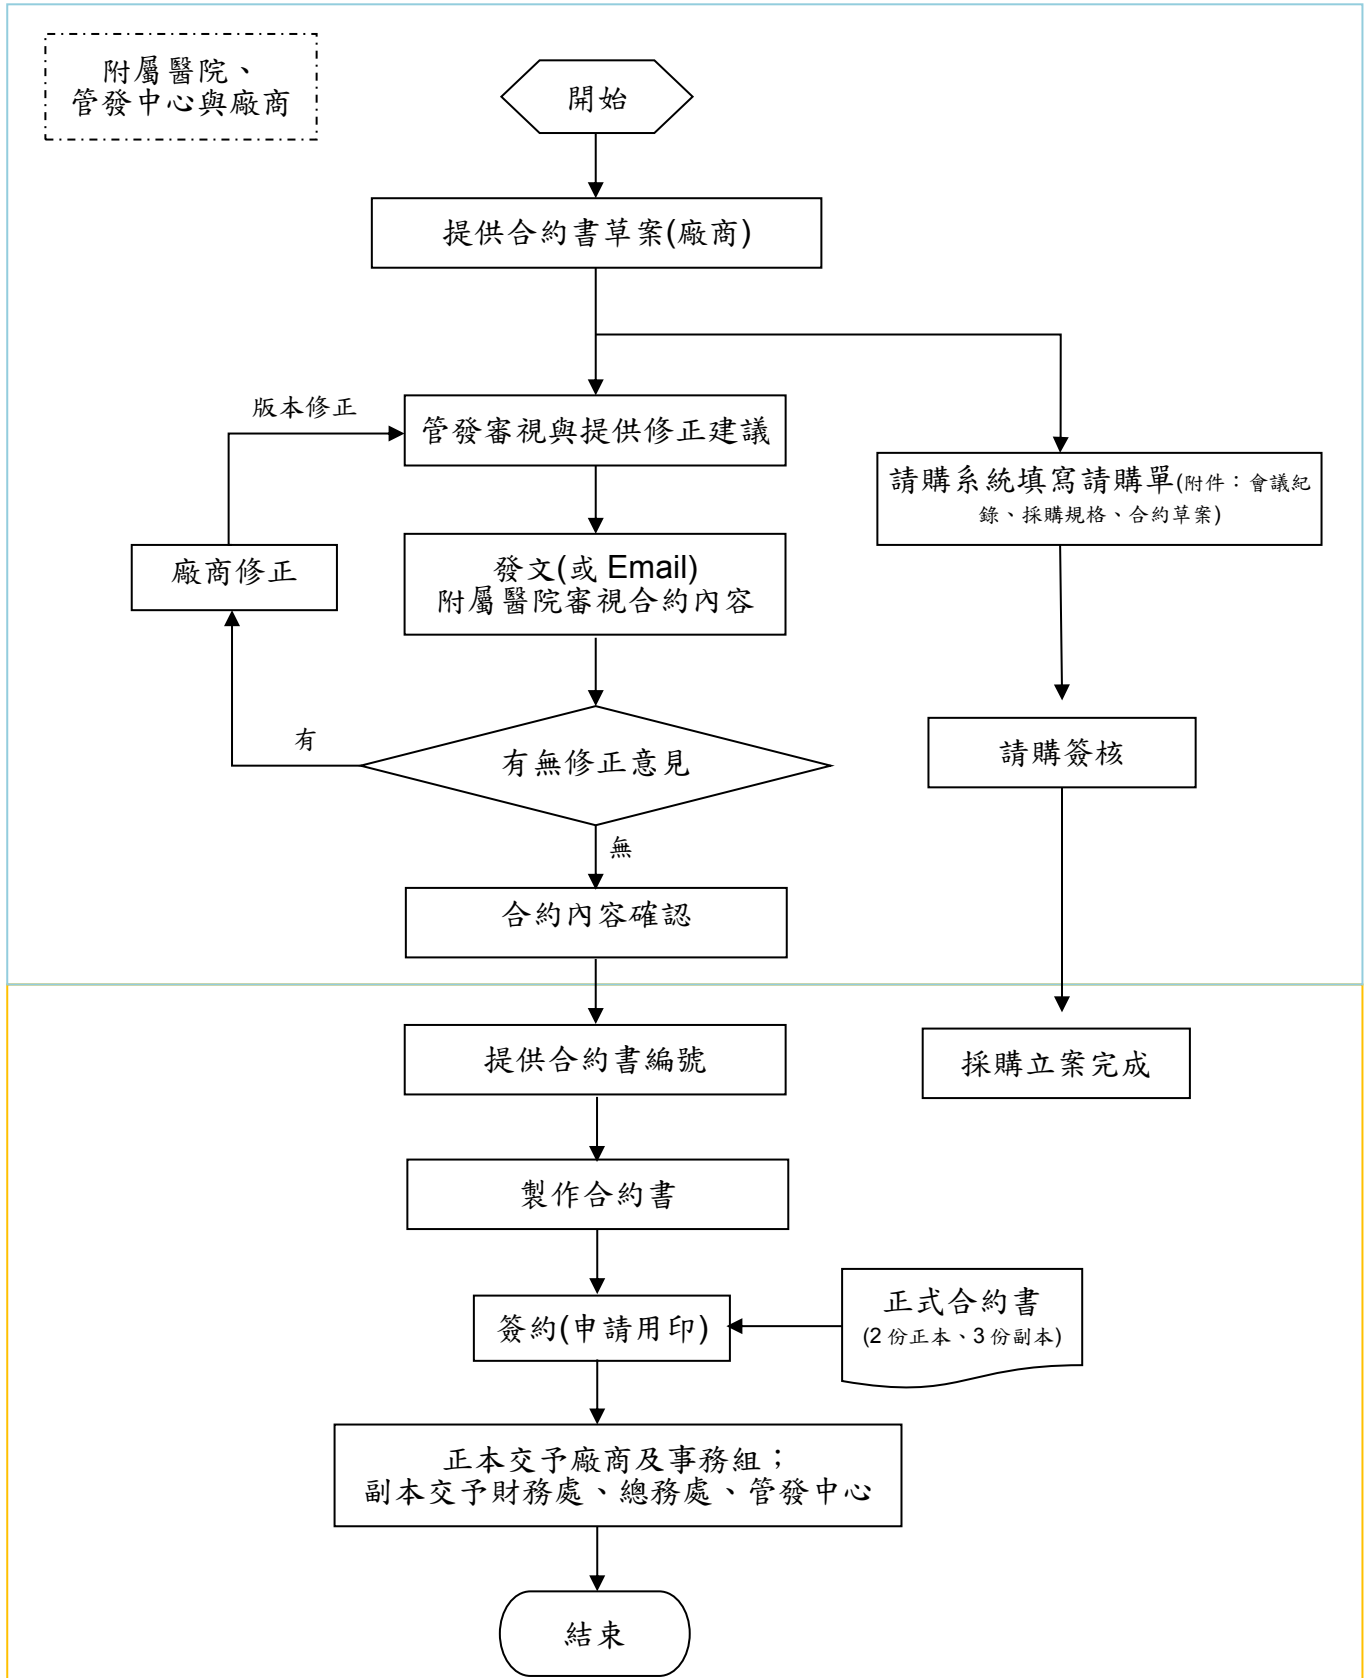 附屬醫院、
管發中心與廠商
開始
提供合約書草案(廠商)
版本修正
管發審視與提供修正建議
請購系統填寫請購單(附件：會議紀
錄、採購規格、合約草案)
廠商修正
發文(或 Email)
附屬醫院審視合約內容
有
有無修正意見
請購簽核
無
合約內容確認
提供合約書編號
採購立案完成
製作合約書
簽約(申請用印)
正式合約書
(2 份正本、3 份副本)
正本交予廠商及事務組；
副本交予財務處、總務處、管發中心
結束